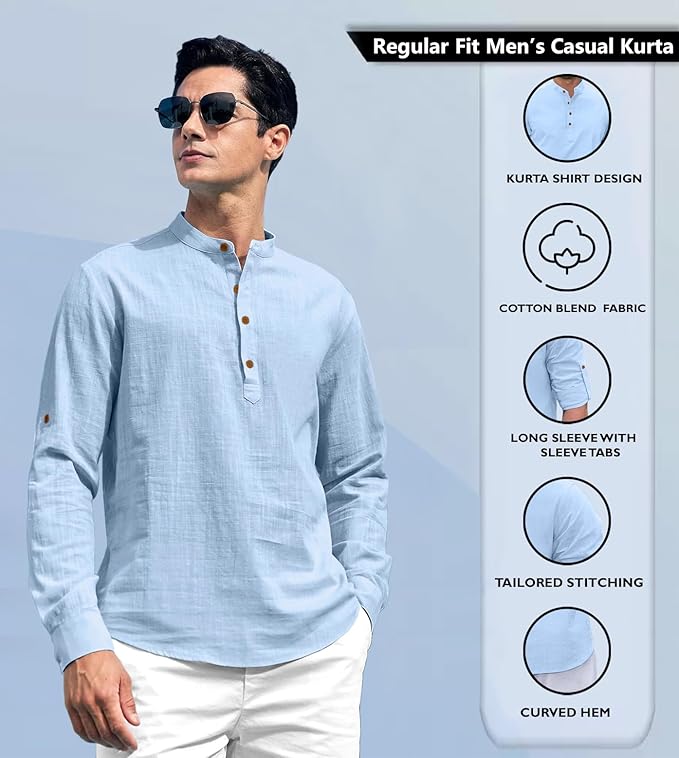 Regular Fit Men's Casual Kurta
KURTA SHIRT DESIGN
COTTON BLEND FABRIC
LONG SLEEVE WITH
SLEEVE TABS
TAILORED STITCHING
CURVED HEM